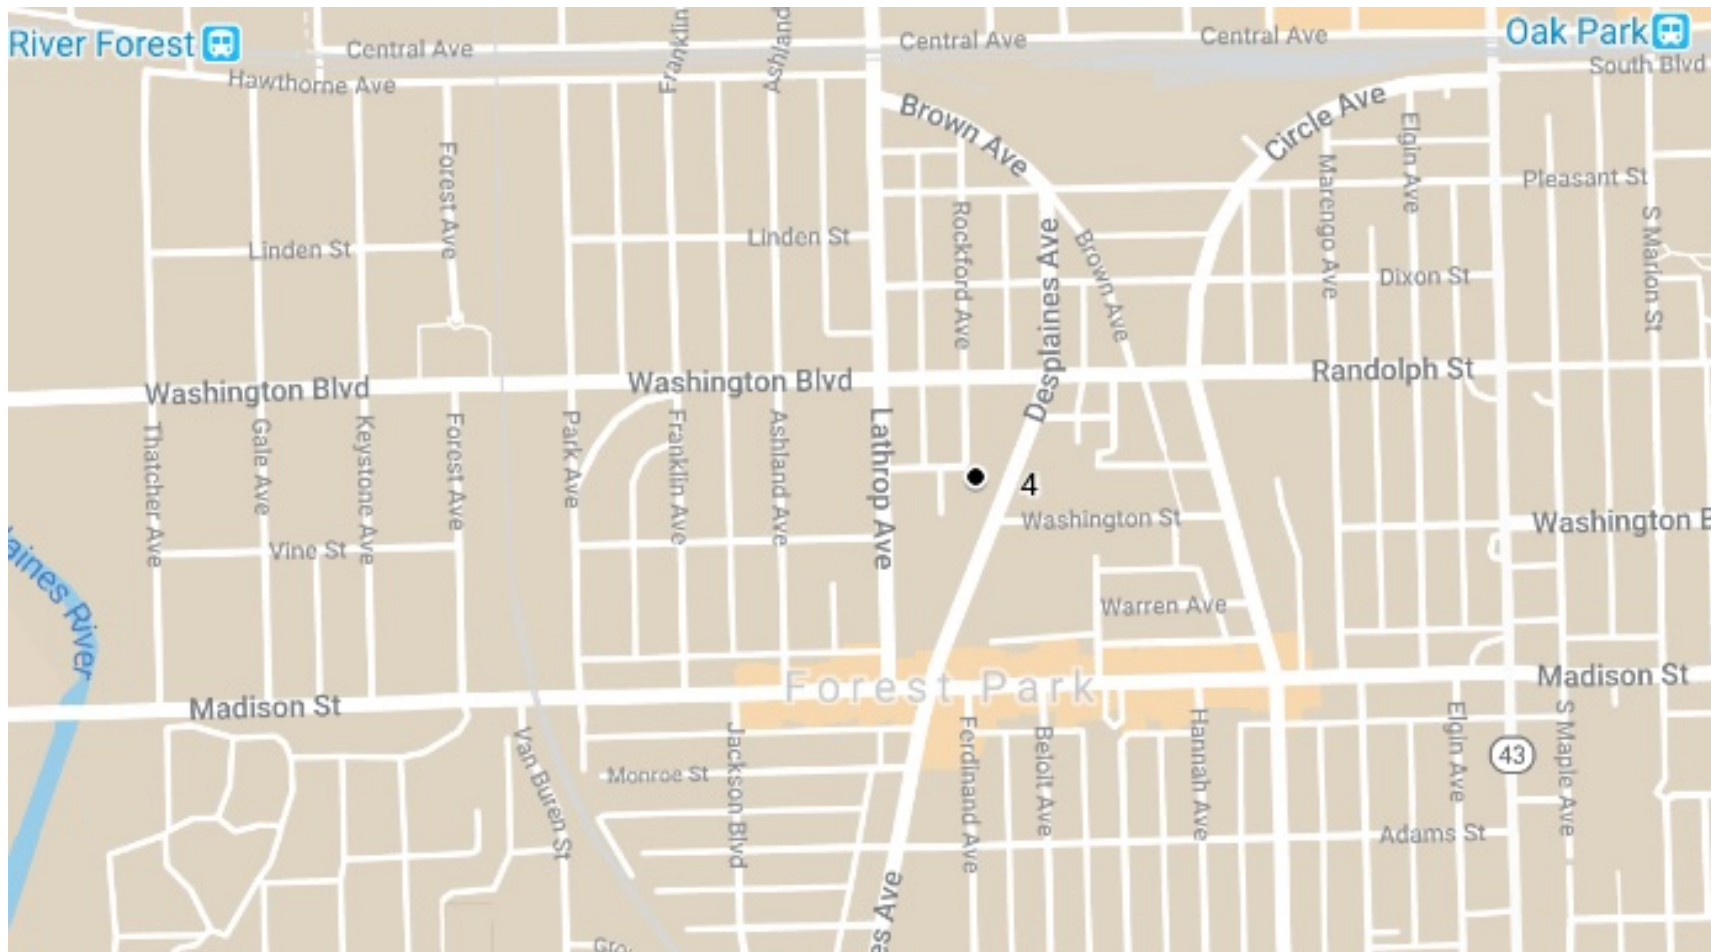 River Forest
Central Ave
Central Ave
Central Ave
Oak Park
South Blvd
Hawthorne Ave
Brown Ave
Circle Ave
Elgin Ave
Pleasant St
Forest Ave
Linden St
Linden St
Rockford Ave
Desplaines Ave
Brown Ave
Marengo Ave
Dixon St
S Marion St
Washington Blvd
Washington Blvd
Randolph St
Thatcher Ave
Gale Ave
Keystone Ave
Forest Ave
Park Ave
Franklin Ave
Ashland Ave
Lathrop Ave
4
Washington St
Vine St
Warren Ave
River
Forest Park
Madison St
Madison St
Van Buren St
Jackson Blvd
Monroe St
Ferdinand Ave
Beloit Ave
Hannah Ave
Elgin Ave
43
S Maple Ave
Adams St
Ave